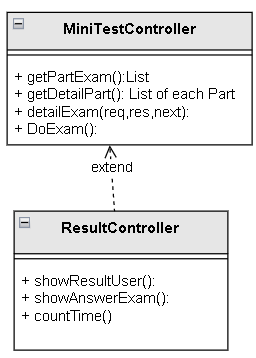 MiniTestController
+ getPartExam():List
+ getDetailPart(): List of each Part
+ detailExam(req,res,next):
+ DoExam():
extend
ResultController
+ showResultUser():
+ showAnswerExam():
+ countTime()